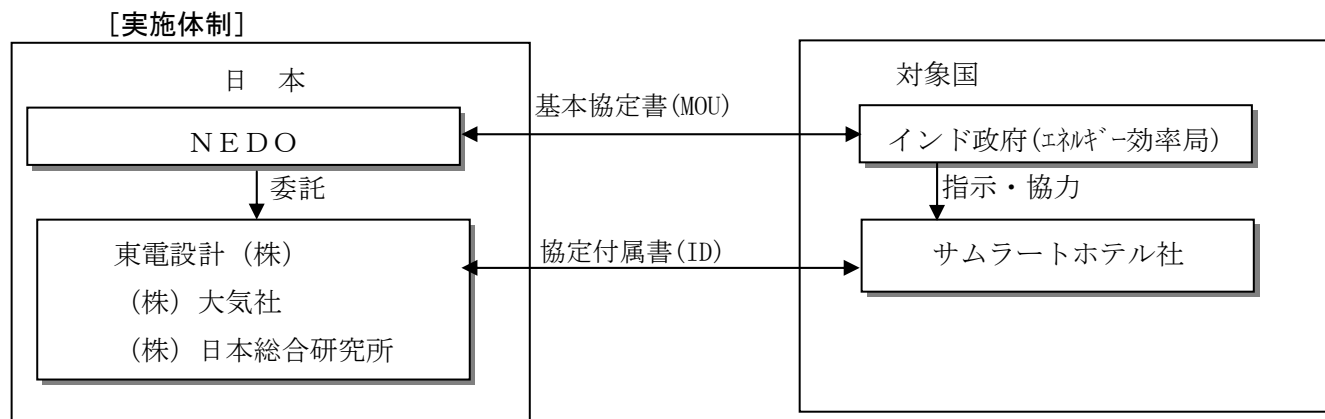 [実施体制]
日　本
対象国
基本協定書(MOU)
ＮＥＤＯ
インド政府(ｴﾈﾙｷﾞｰ効率局)
委託
指示・協力
東電設計（株）
（株）大気社
（株）日本総合研究所
協定付属書(ID)
サムラートホテル社